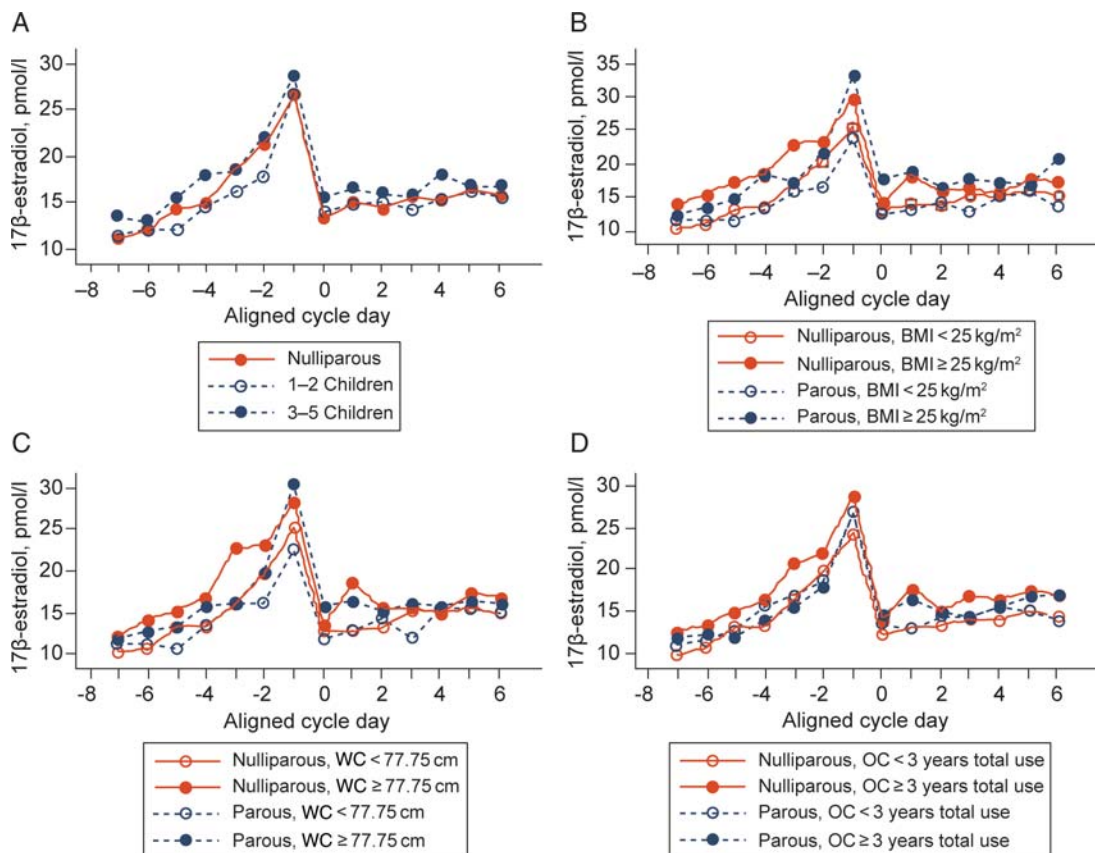 A
17β-estradiol, pmol/l
30
25
20
15
10
–8 –6 –4 –2 0 2 4 6
Aligned cycle day
Nulliparous
1–2 Children
3–5 Children
B
17β-estradiol, pmol/l
35
30
25
20
15
10
–8 –6 –4 –2 0 2 4 6
Aligned cycle day
Nulliparous, BMI < 25 kg/m²
Nulliparous, BMI ≥ 25 kg/m²
Parous, BMI < 25 kg/m²
Parous, BMI ≥ 25 kg/m²
C
17β-estradiol, pmol/l
30
25
20
15
10
–8 –6 –4 -2 0 2 4 6
Aligned cycle day
Nulliparous, WC < 77.75 cm
Nulliparous, WC ≥ 77.75 cm
Parous, WC < 77.75 cm
Parous, WC ≥ 77.75 cm
D
17β-estradiol, pmol/l
30
25
20
15
10
–8 –6 –4 -2 0 2 4 6
Aligned cycle day
Nulliparous, OC < 3 years total use
Nulliparous, OC ≥ 3 years total use
Parous, OC < 3 years total use
Parous, OC ≥ 3 years total use